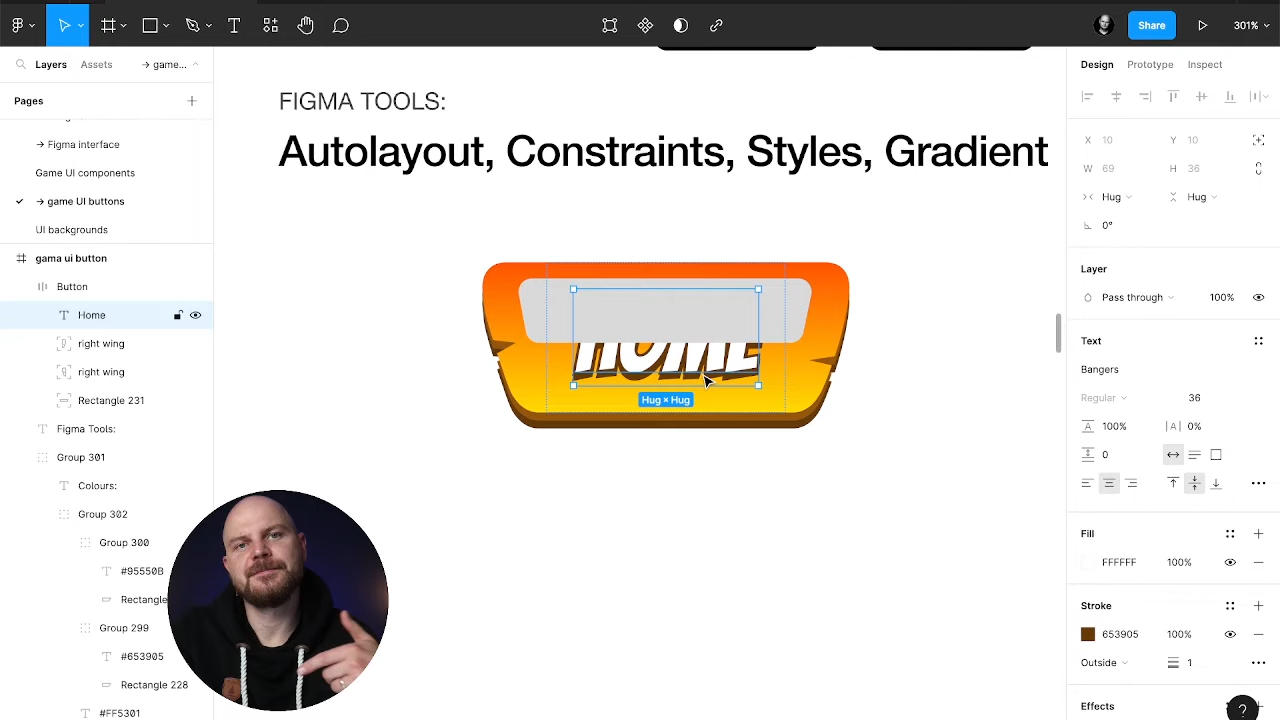 Share
301%
Layers
Assets
→ game...
Pages
→ Figma interface
Game UI components
→ game UI buttons
UI backgrounds
gama ui button
Button
Home
right wing
right wing
Rectangle 231
Figma Tools:
Group 301
Colours:
Group 302
Group 300
#95550B
Rectangle
Group 299
#653905
Rectangle 228
#FF5301
FIGMA TOOLS:
Autolayout, Constraints, Styles, Gradient
HOME
Hug × Hug
Design
Prototype
Inspect
X 10
Y 10
W 69
H 36
Hug
Hug
0°
Layer
Pass through
100%
Text
Bangers
Regular
36
100%
|A| 0%
0
Fill
FFFFFF
100%
Stroke
653905
100%
Outside
1
Effects
?